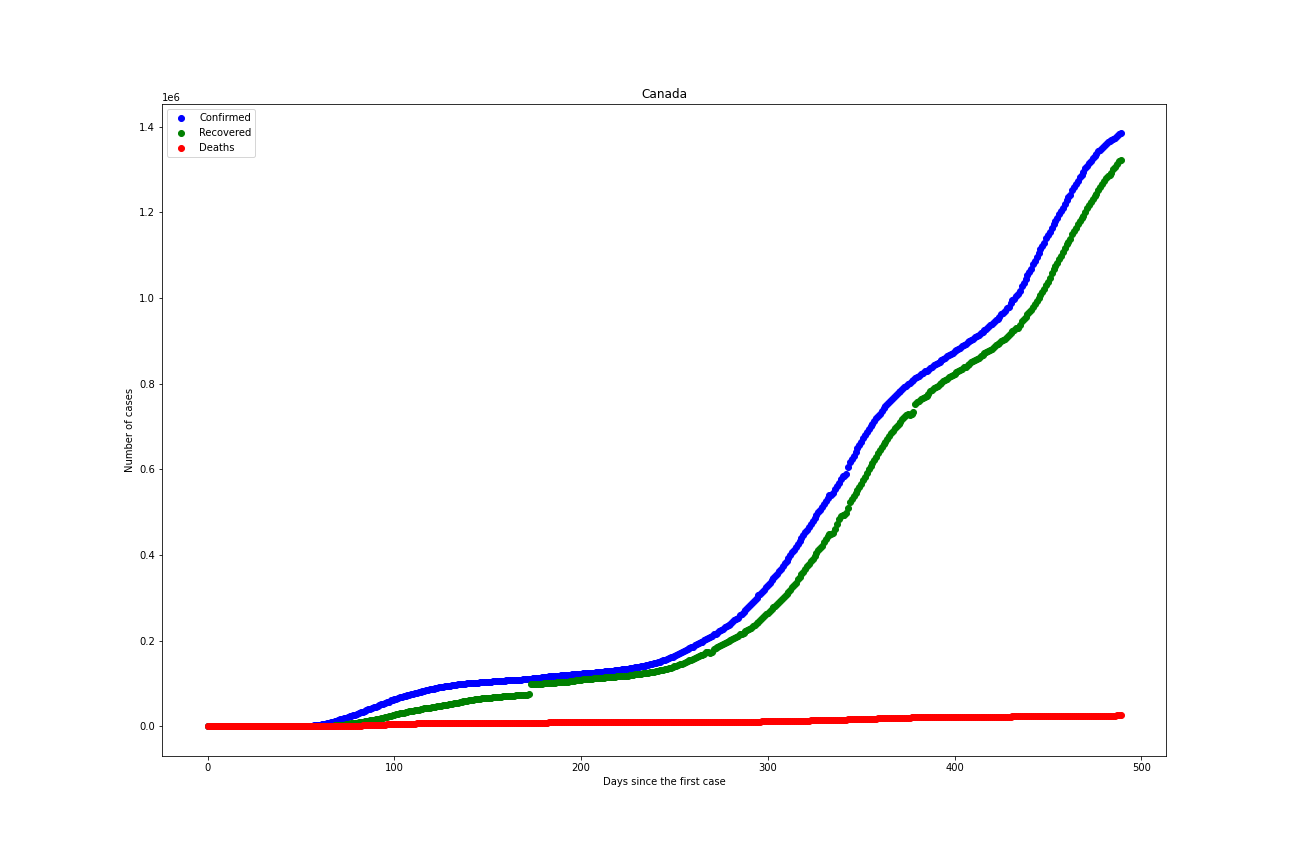 Canada
1e6
Confirmed
Recovered
Deaths
1.4
1.2
1.0
0.8
0.6
0.4
0.2
0.0
Number of cases
0 100 200 300 400 500
Days since the first case